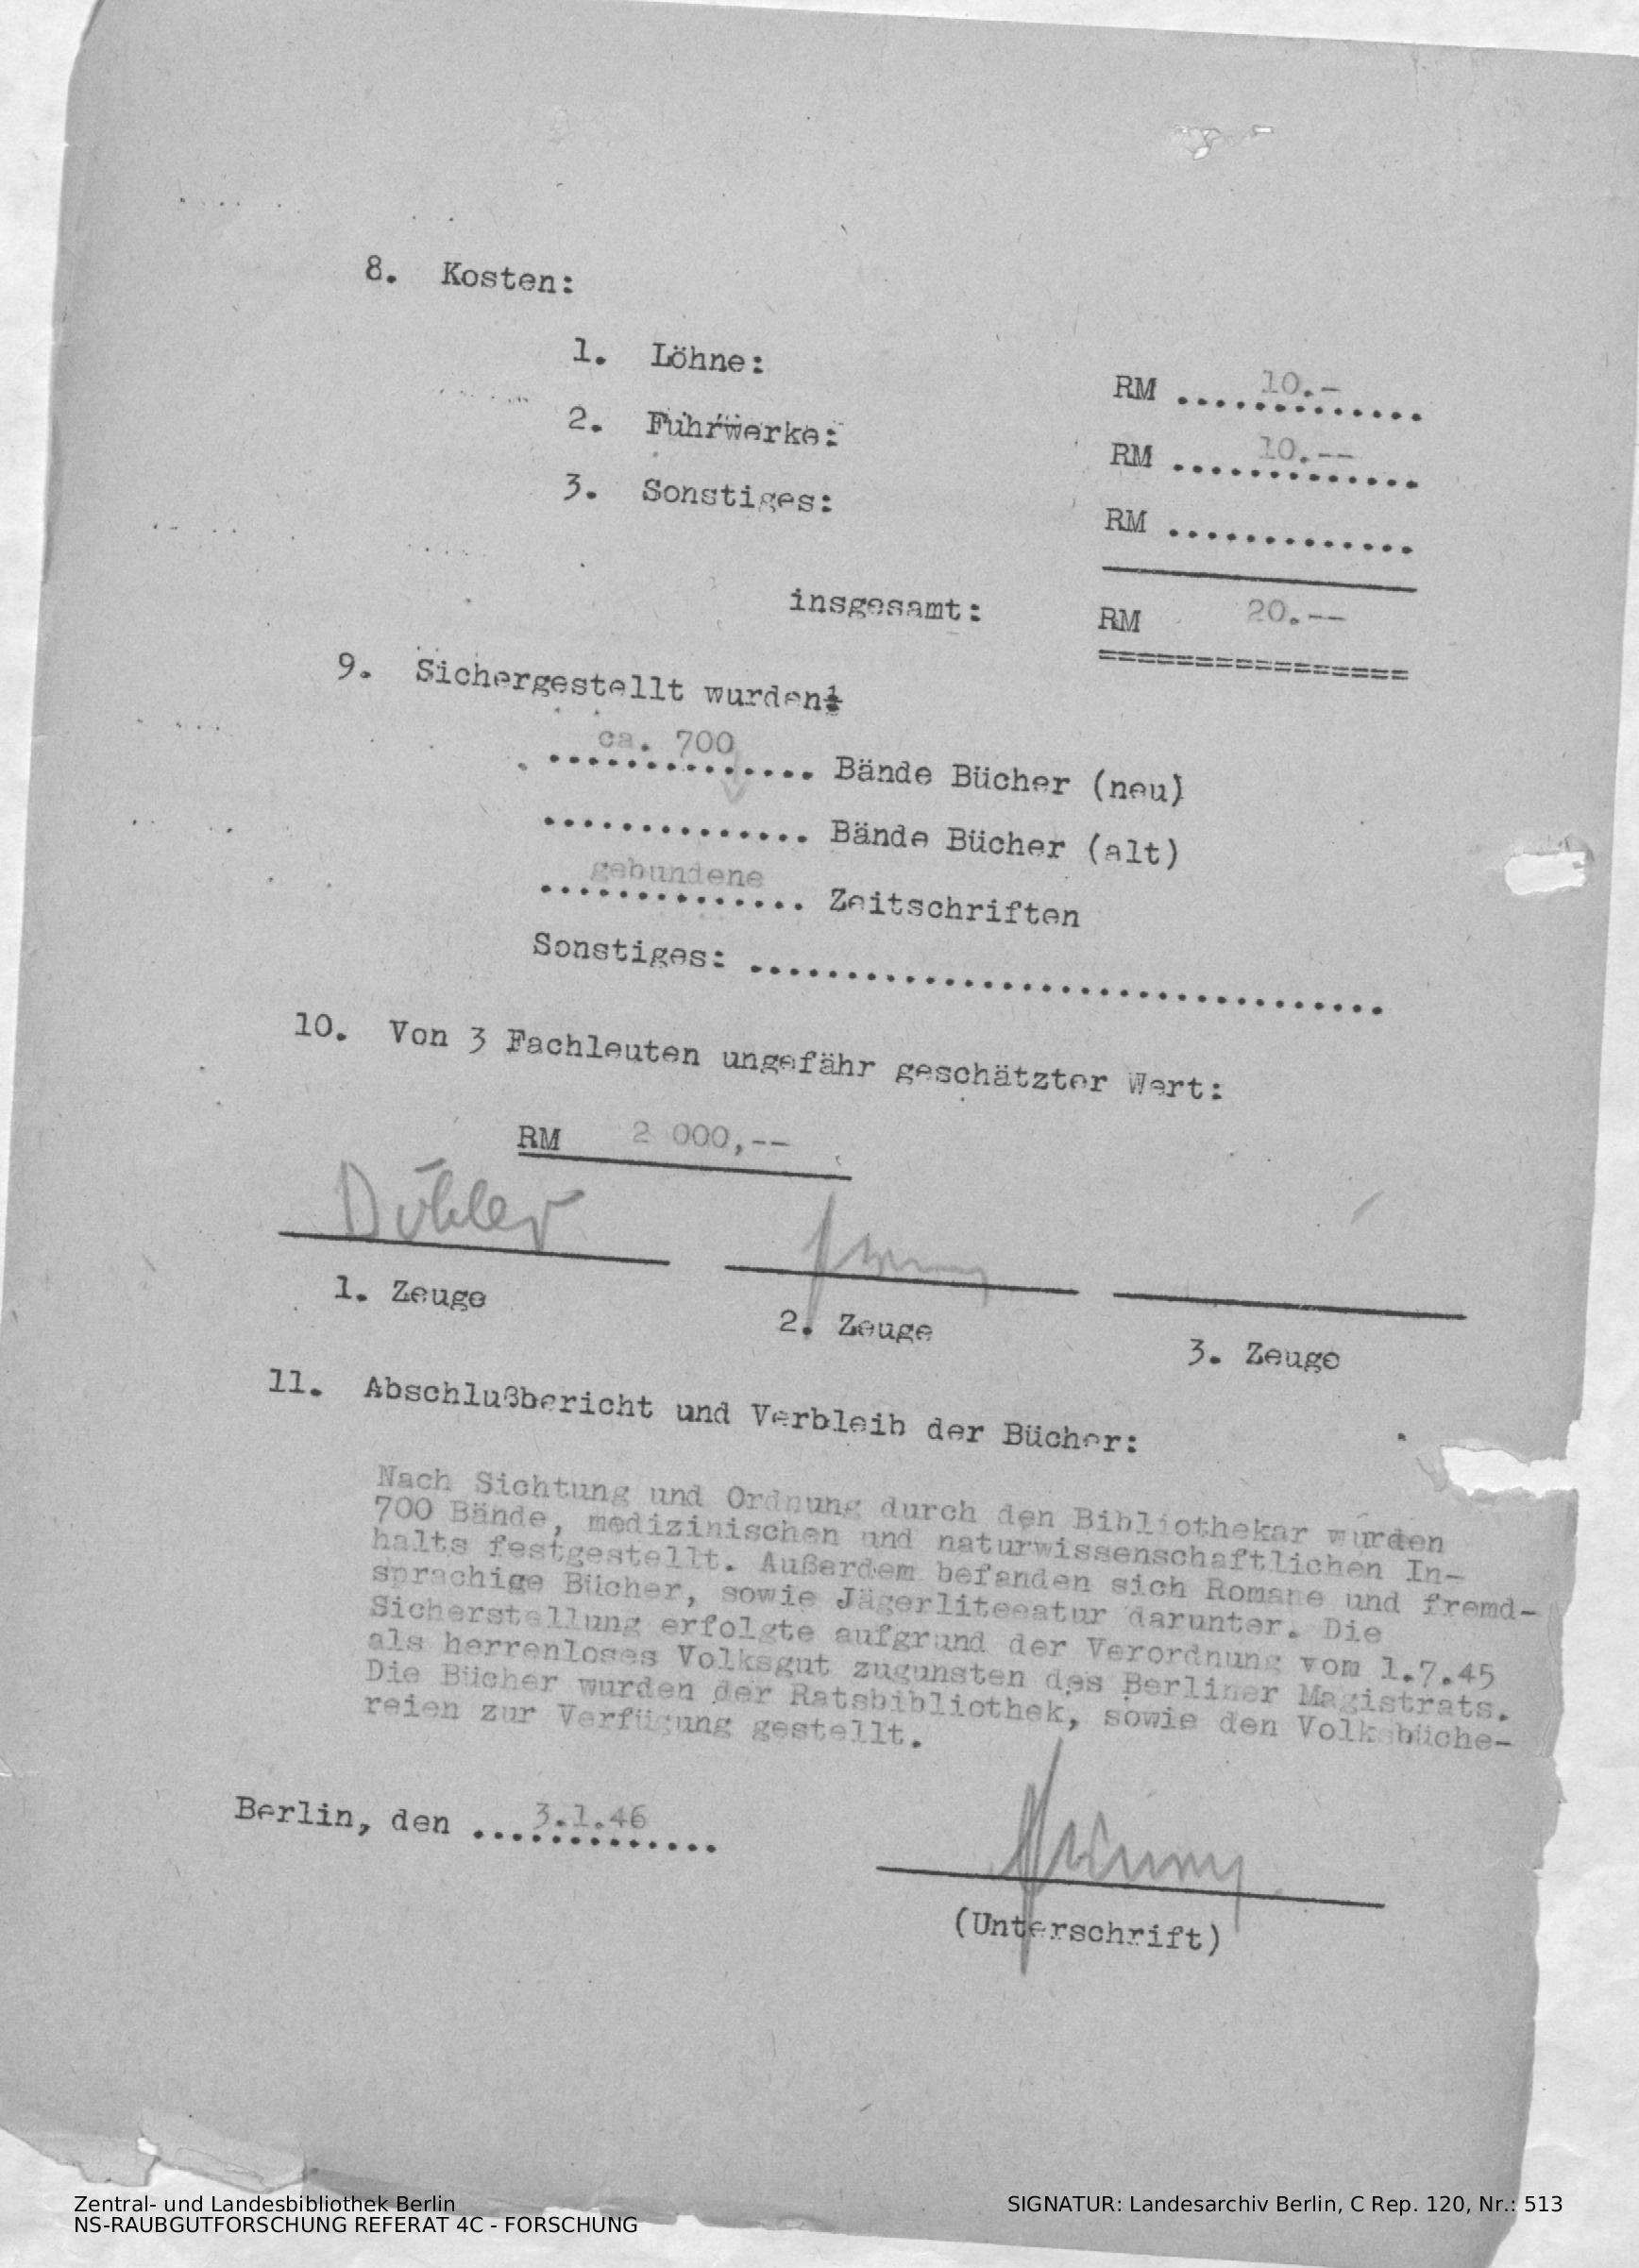 8. Kosten:
1. Löhne: RM ............. 10.-
2. Fuhrwerke: RM ............. 10.--
3. Sonstiges: RM .............
insgesamt: RM 20.--
================
9. Sichergestellt wurden:
ca. 700 .............. Bände Bücher (neu)
.............. Bände Bücher (alt)
gebundene .............. Zeitschriften
Sonstiges: .................................
10. Von 3 Fachleuten ungefähr geschätzter Wert:
RM 2 000,--
Döhler
1. Zeuge 2. Zeuge 3. Zeuge
11. Abschlußbericht und Verbleib der Bücher:
Nach Sichtung und Ordnung durch den Bibliothekar wurden
700 Bände, medizinischen und naturwissenschaftlichen In-
halts festgestellt. Außerdem befanden sich Romane und fremd-
sprachige Bücher, sowie Jägerliteeatur darunter. Die
Sicherstellung erfolgte aufgrund der Verordnung vom 1.7.45
als herrenloses Volksgut zugunsten des Berliner Magistrats.
Die Bücher wurden der Ratsbibliothek, sowie den Volksbüche-
reien zur Verfügung gestellt.
Berlin, den 3.1.46 .............
(Unterschrift)
Zentral- und Landesbibliothek Berlin
NS-RAUBGUTFORSCHUNG REFERAT 4C - FORSCHUNG
SIGNATUR: Landesarchiv Berlin, C Rep. 120, Nr.: 513